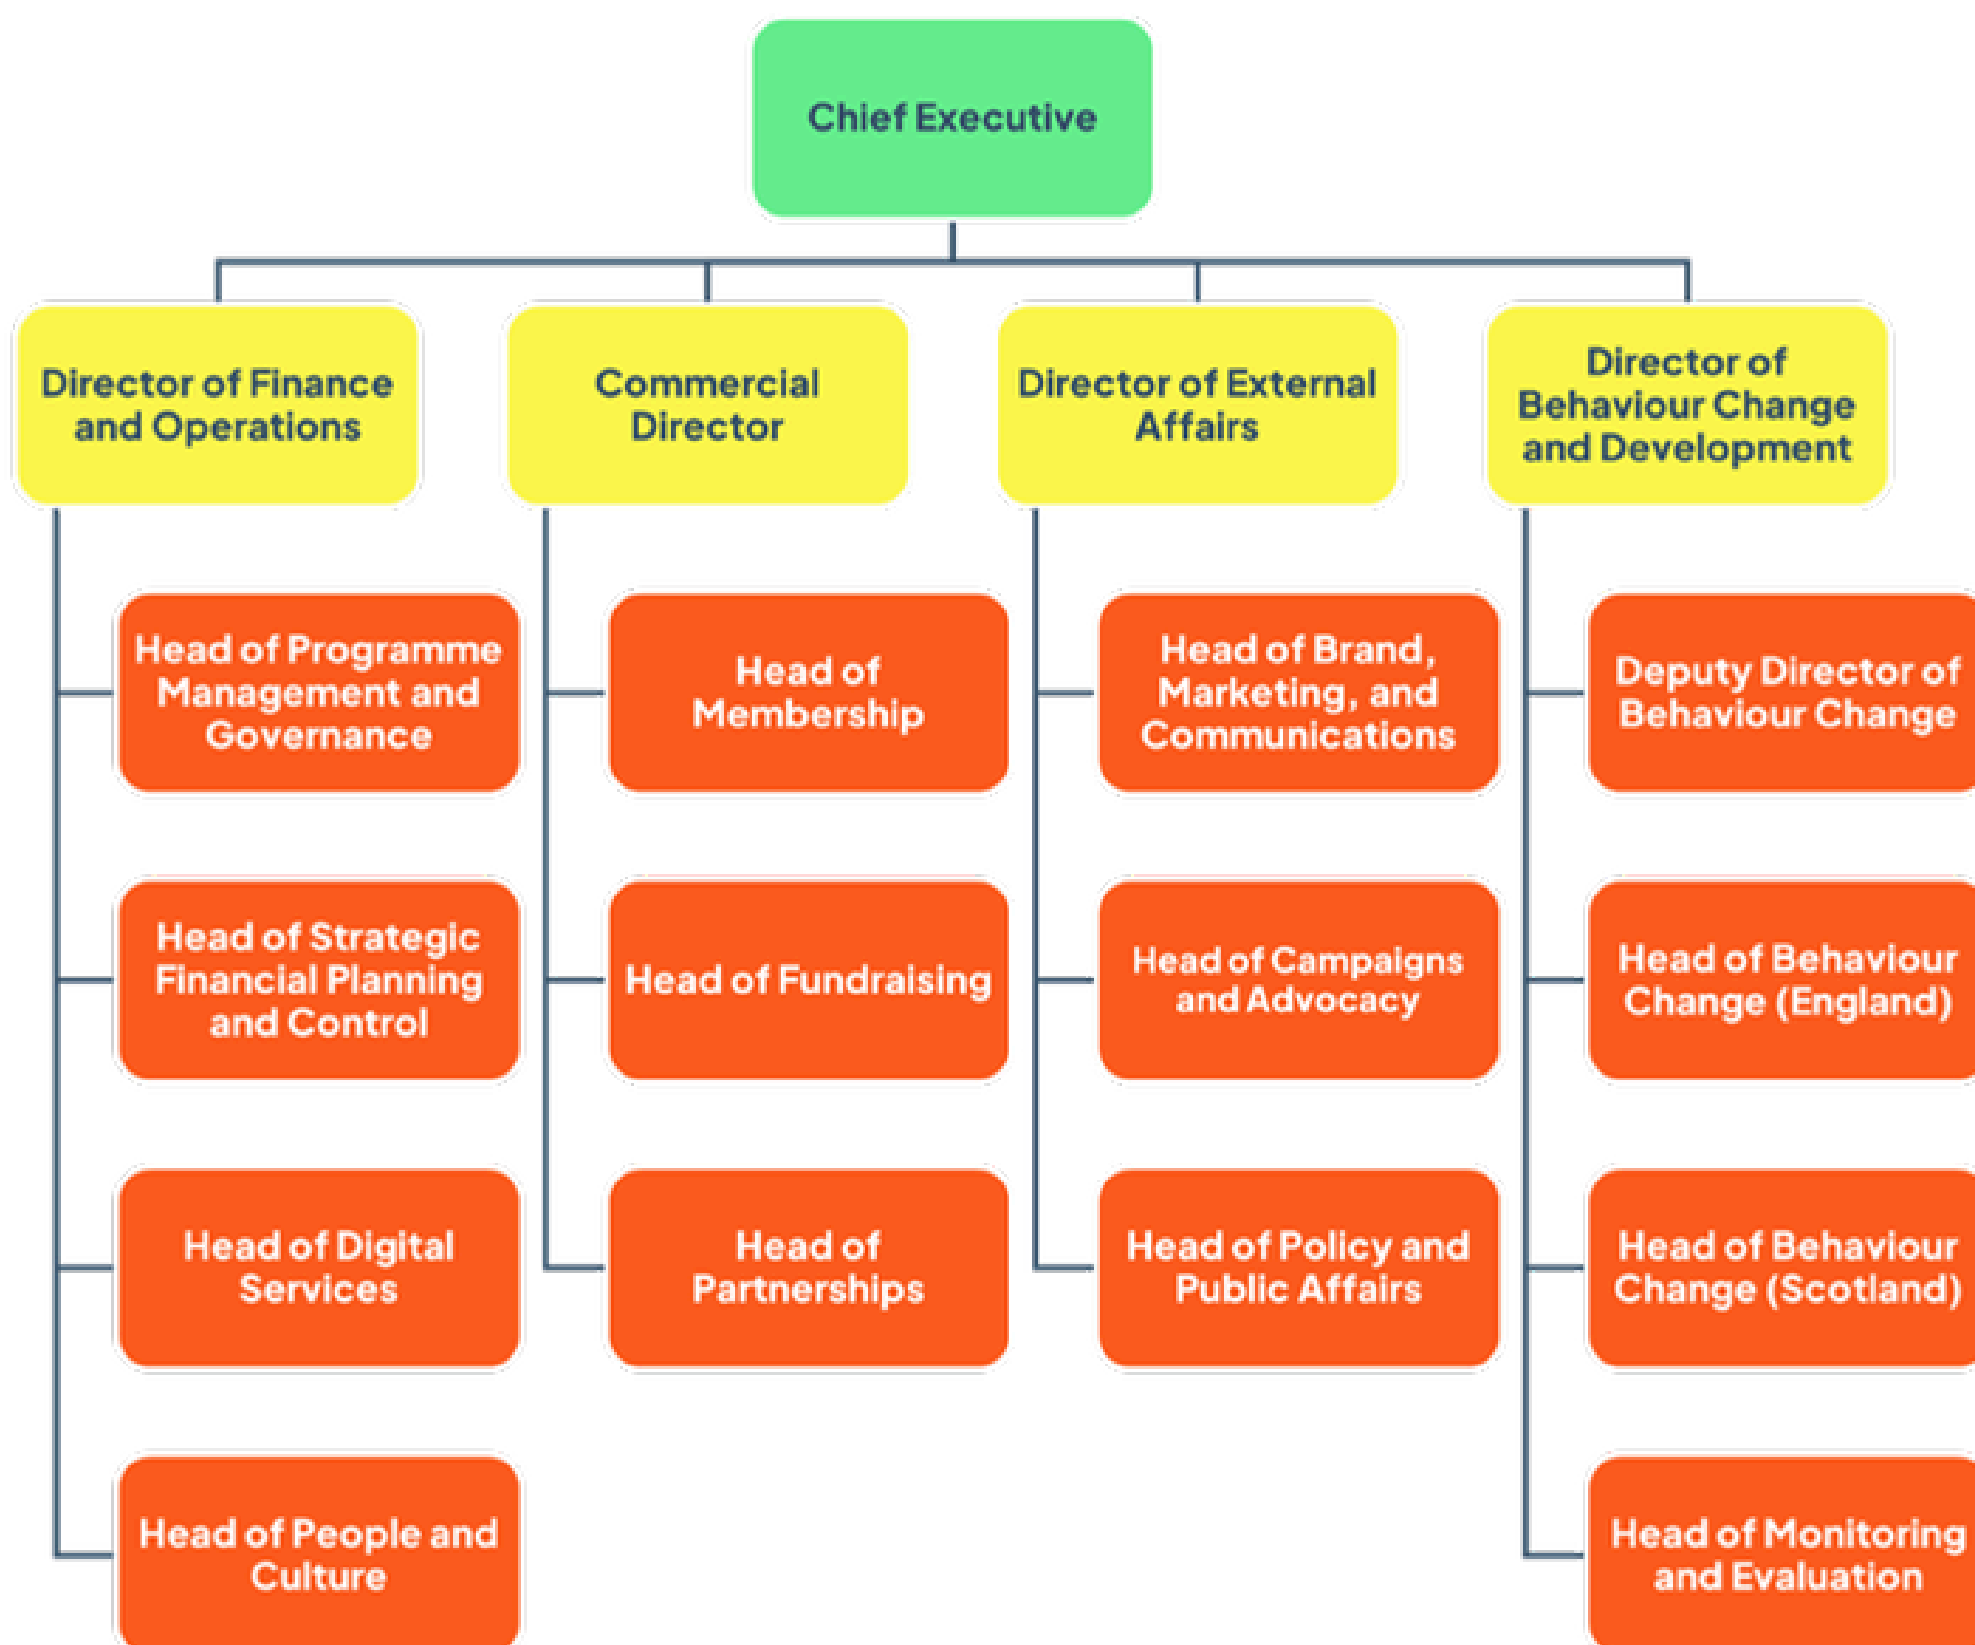 Chief Executive
Director of Finance
and Operations
Commercial
Director
Director of External
Affairs
Director of
Behaviour Change
and Development
Head of Programme
Management and
Governance
Head of
Membership
Head of Brand,
Marketing, and
Communications
Deputy Director of
Behaviour Change
Head of Strategic
Financial Planning
and Control
Head of Fundraising
Head of Campaigns
and Advocacy
Head of Behaviour
Change (England)
Head of Digital
Services
Head of
Partnerships
Head of Policy and
Public Affairs
Head of Behaviour
Change (Scotland)
Head of People and
Culture
Head of Monitoring
and Evaluation